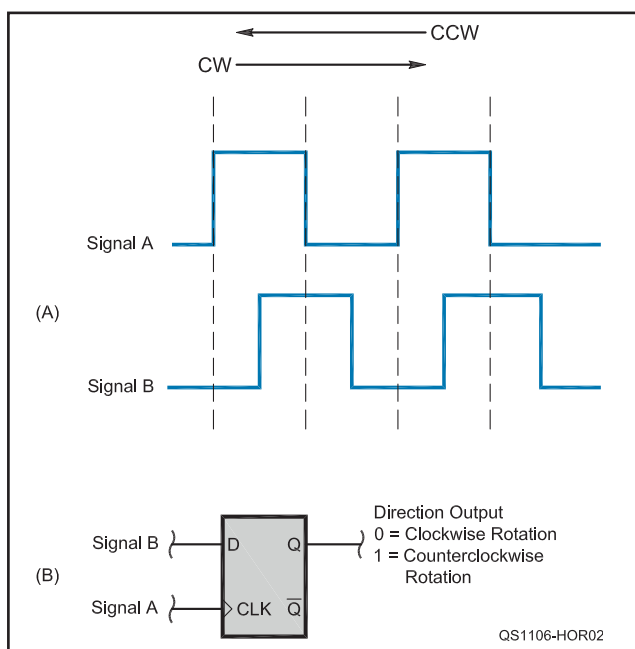 CCW
CW
Signal A
(A)
Signal B
Direction Output
0 = Clockwise Rotation
1 = Counterclockwise
Rotation
Signal B
D
Q
(B)
Signal A
CLK
Q̅
QS1106-HOR02